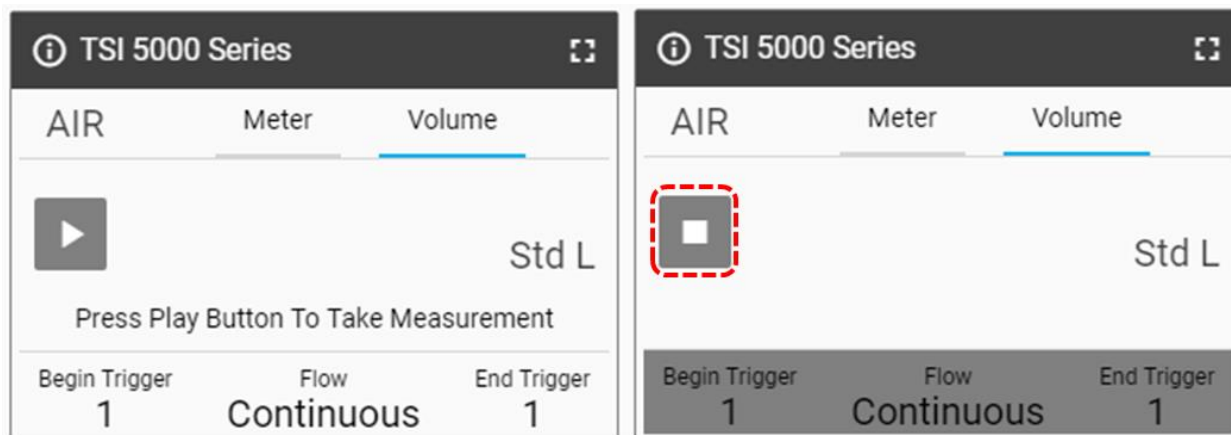 TSI 5000 Series
AIR Meter Volume
Std L
Press Play Button To Take Measurement
Begin Trigger Flow End Trigger
1 Continuous 1
TSI 5000 Series
AIR Meter Volume
Std L
Begin Trigger Flow End Trigger
1 Continuous 1